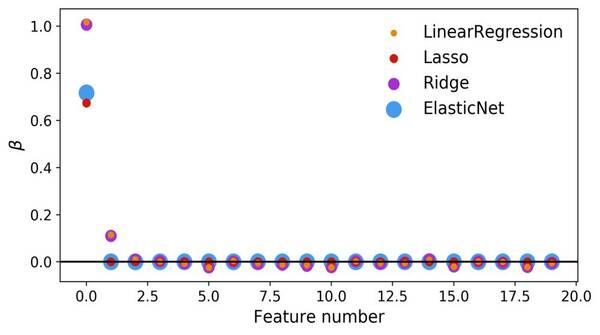 1.0
0.8
0.6
0.4
0.2
0.0
β
LinearRegression
Lasso
Ridge
ElasticNet
0.0 2.5 5.0 7.5 10.0 12.5 15.0 17.5 20.0
Feature number